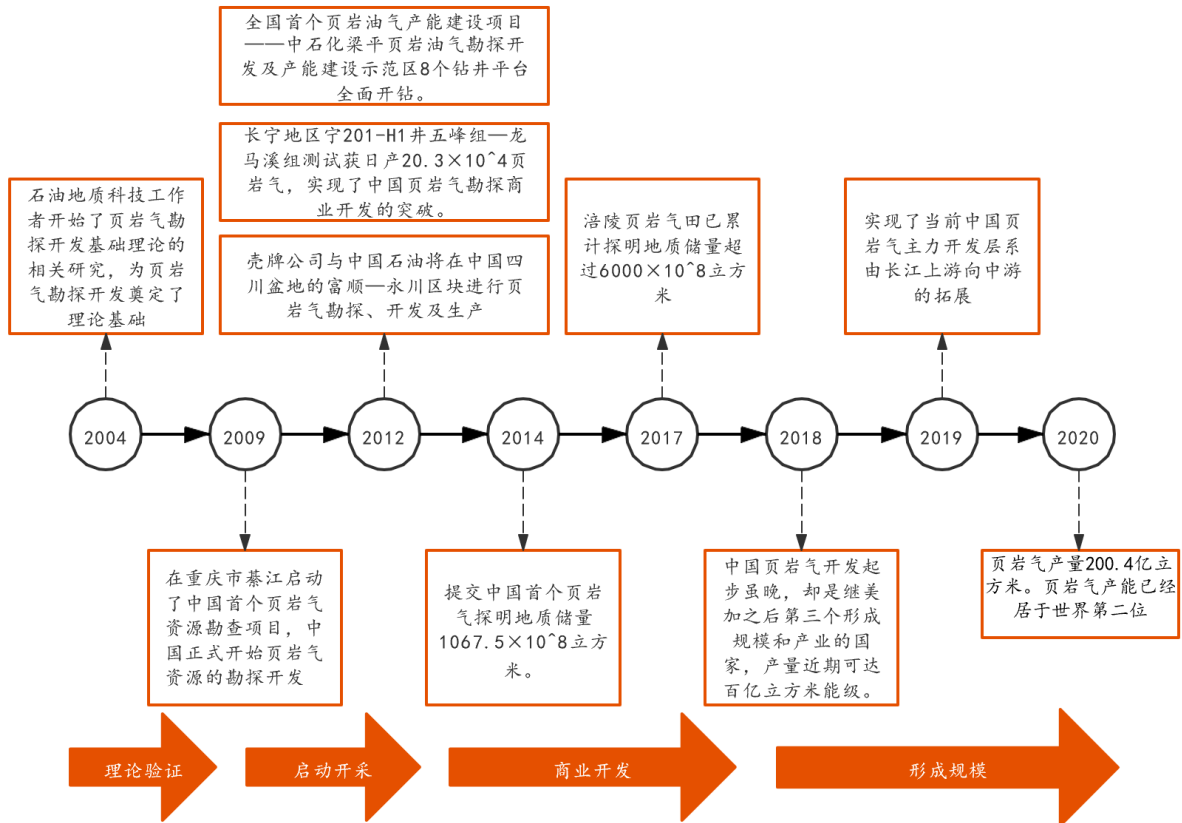 全国首个页岩油气产能建设项目
——中石化梁平页岩油气勘探开
发及产能建设示范区8个钻井平台
全面开钻。
长宁地区宁201-H1井五峰组—龙
马溪组测试获日产20.3×10^4页
岩气，实现了中国页岩气勘探商
业开发的突破。
石油地质科技工作
者开始了页岩气勘
探开发基础理论的
相关研究，为页岩
气勘探开发奠定了
理论基础
壳牌公司与中国石油将在中国四
川盆地的富顺—永川区块进行页
岩气勘探、开发及生产
涪陵页岩气田已累
计探明地质储量超
过6000×10^8立方
米
实现了当前中国页
岩气主力开发层系
由长江上游向中游
的拓展
2004
2009
2012
2014
2017
2018
2019
2020
在重庆市綦江启动
了中国首个页岩气
资源勘查项目，中
国正式开始页岩气
资源的勘探开发
提交中国首个页岩
气探明地质储量
1067.5×10^8立方
米。
中国页岩气开发起
步虽晚，却是继美
加之后第三个形成
规模和产业的国
家，产量近期可达
百亿立方米能级。
页岩气产量200.4亿立
方米。页岩气产能已经
居于世界第二位
理论验证
启动开采
商业开发
形成规模